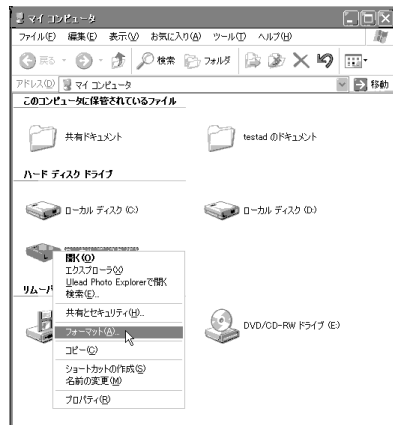 マイ コンピュータ
ファイル(F) 編集(E) 表示(V) お気に入り(A) ツール(T) ヘルプ(H)
戻る 検索 フォルダ
アドレス(D) マイ コンピュータ 移動
このコンピュータに保管されているファイル
共有ドキュメント testad のドキュメント
ハード ディスク ドライブ
ローカル ディスク (C:) ローカル ディスク (D:)
開く(O)
エクスプローラ(X)
Ulead Photo Explorerで開く
検索(E)...
リムーバ
共有とセキュリティ(H)...
フォーマット(A)...
DVD/CD-RW ドライブ (E:)
コピー(C)
ショートカットの作成(S)
名前の変更(M)
プロパティ(R)